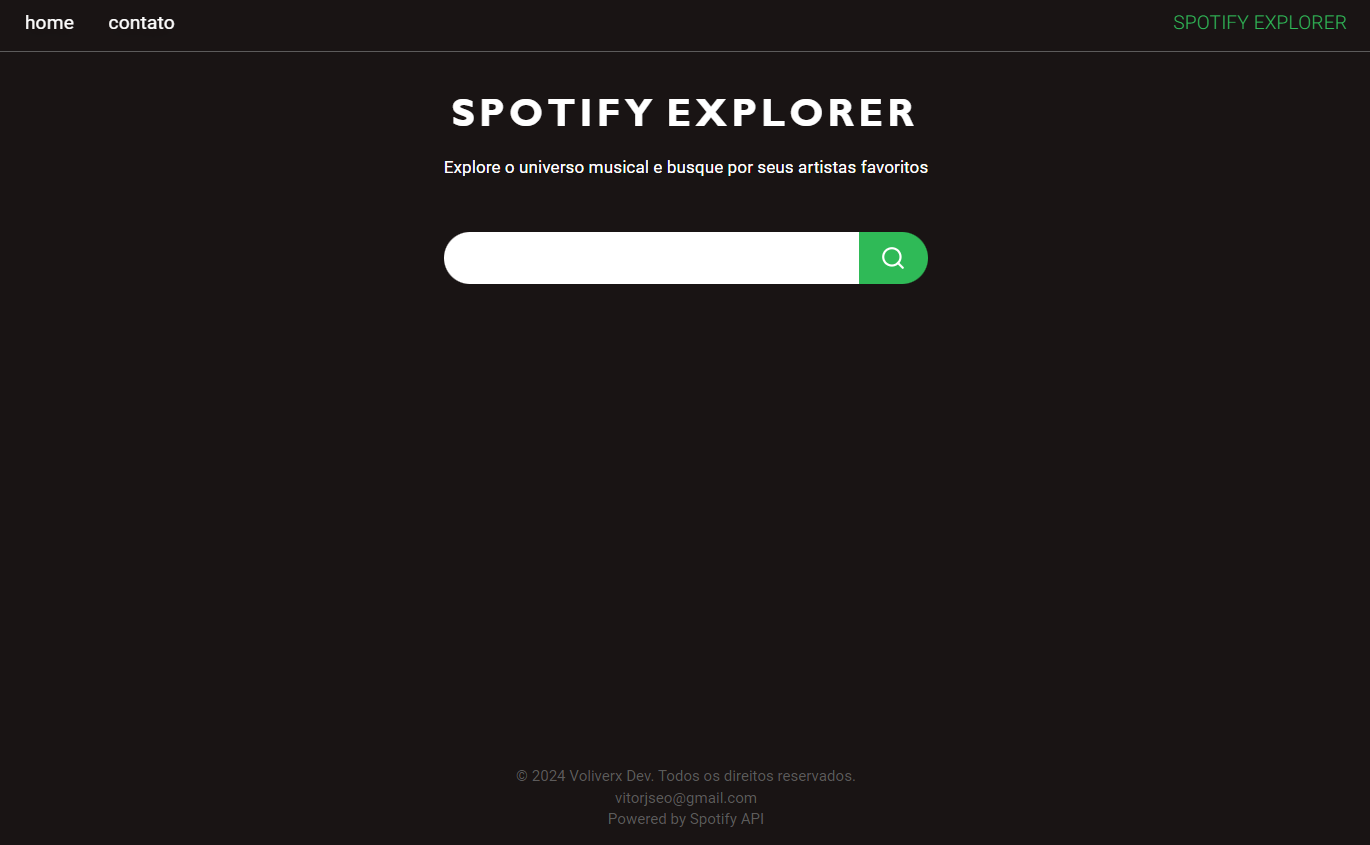 home contato SPOTIFY EXPLORER
SPOTIFY EXPLORER
Explore o universo musical e busque por seus artistas favoritos
© 2024 Voliverx Dev. Todos os direitos reservados.
vitorjseo@gmail.com
Powered by Spotify API